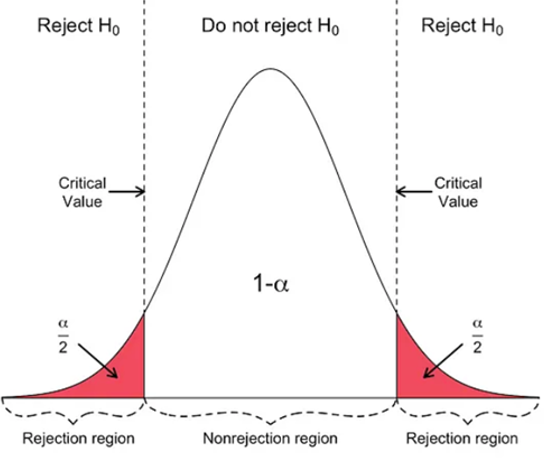 Reject H₀
Do not reject H₀
Reject H₀
Critical
Value
Critical
Value
1-α
α
2
α
2
Rejection region
Nonrejection region
Rejection region